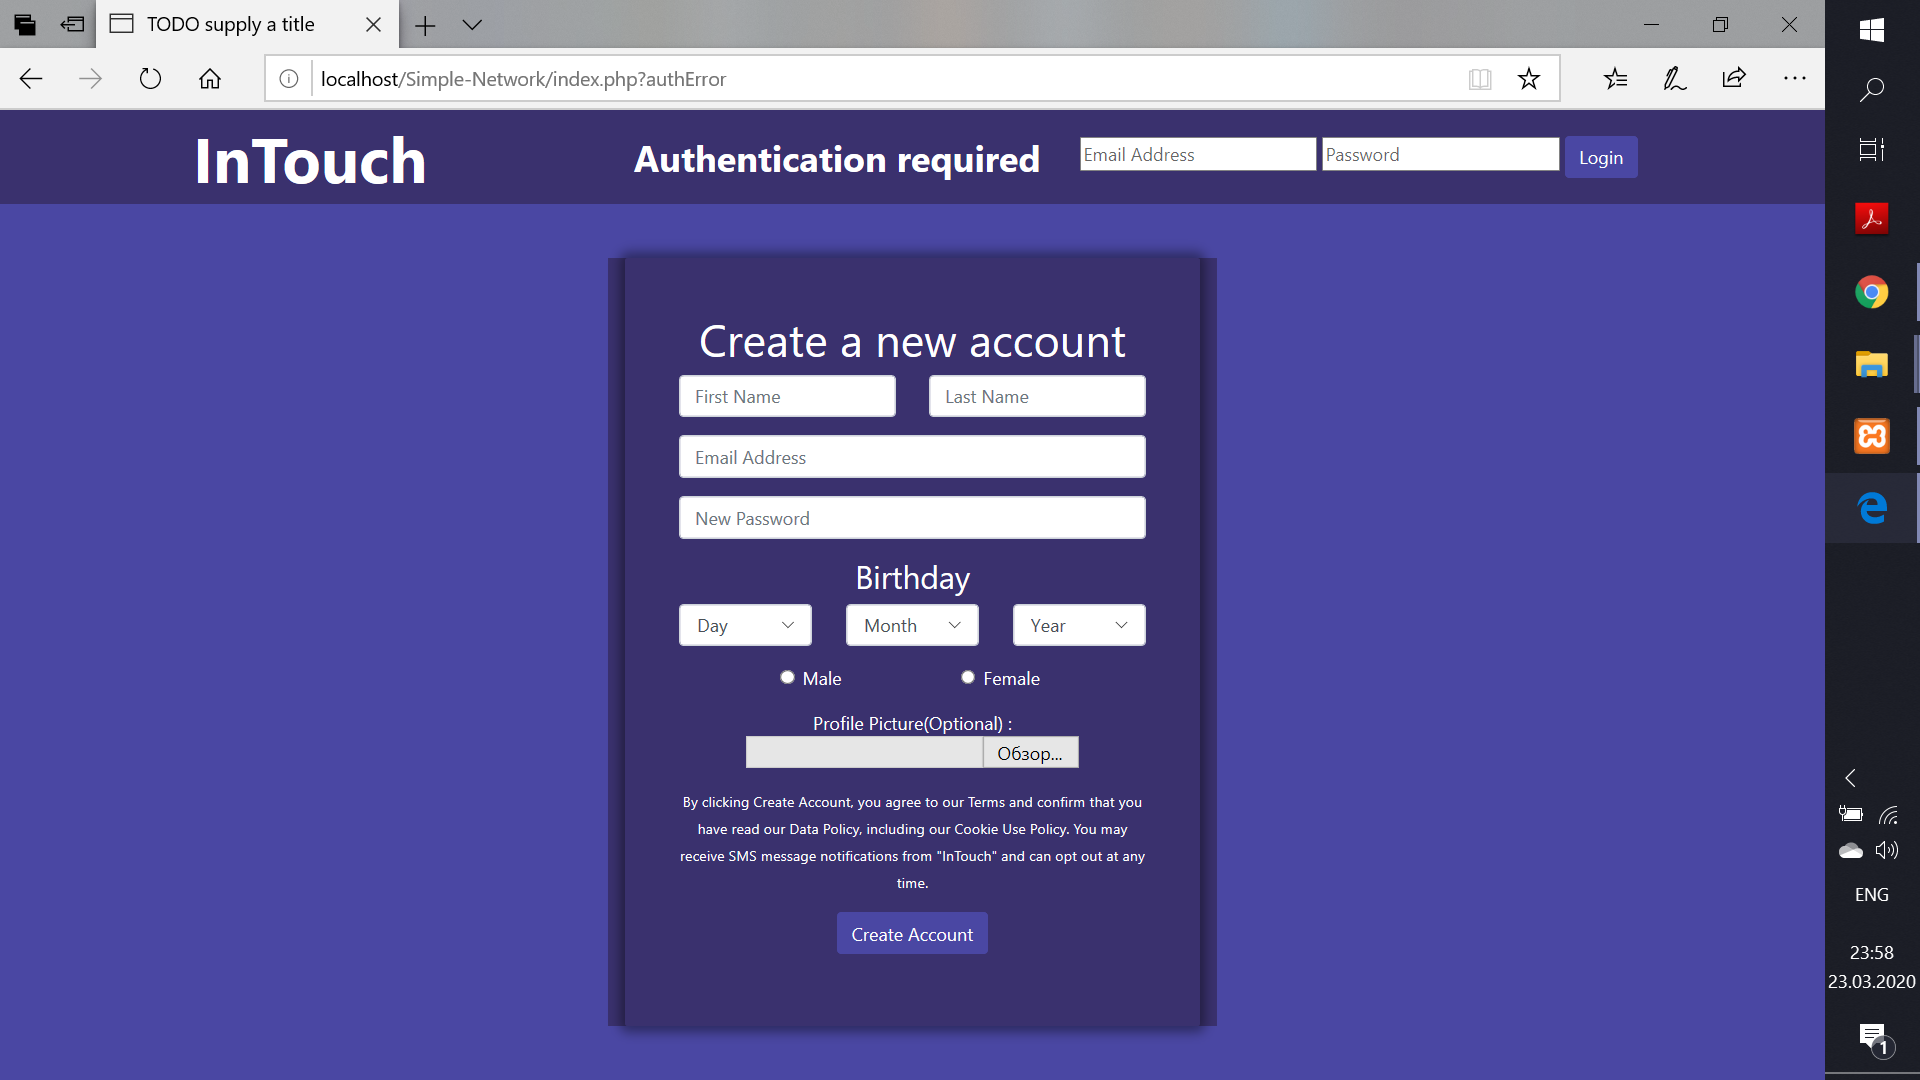 TODO supply a title
localhost/Simple-Network/index.php?authError
InTouch
Authentication required
Email Address
Password
Login
Create a new account
First Name
Last Name
Email Address
New Password
Birthday
Day
Month
Year
Male
Female
Profile Picture(Optional) :
Обзор...
By clicking Create Account, you agree to our Terms and confirm that you
have read our Data Policy, including our Cookie Use Policy. You may
receive SMS message notifications from "InTouch" and can opt out at any
time.
Create Account
ENG
23:58
23.03.2020
1